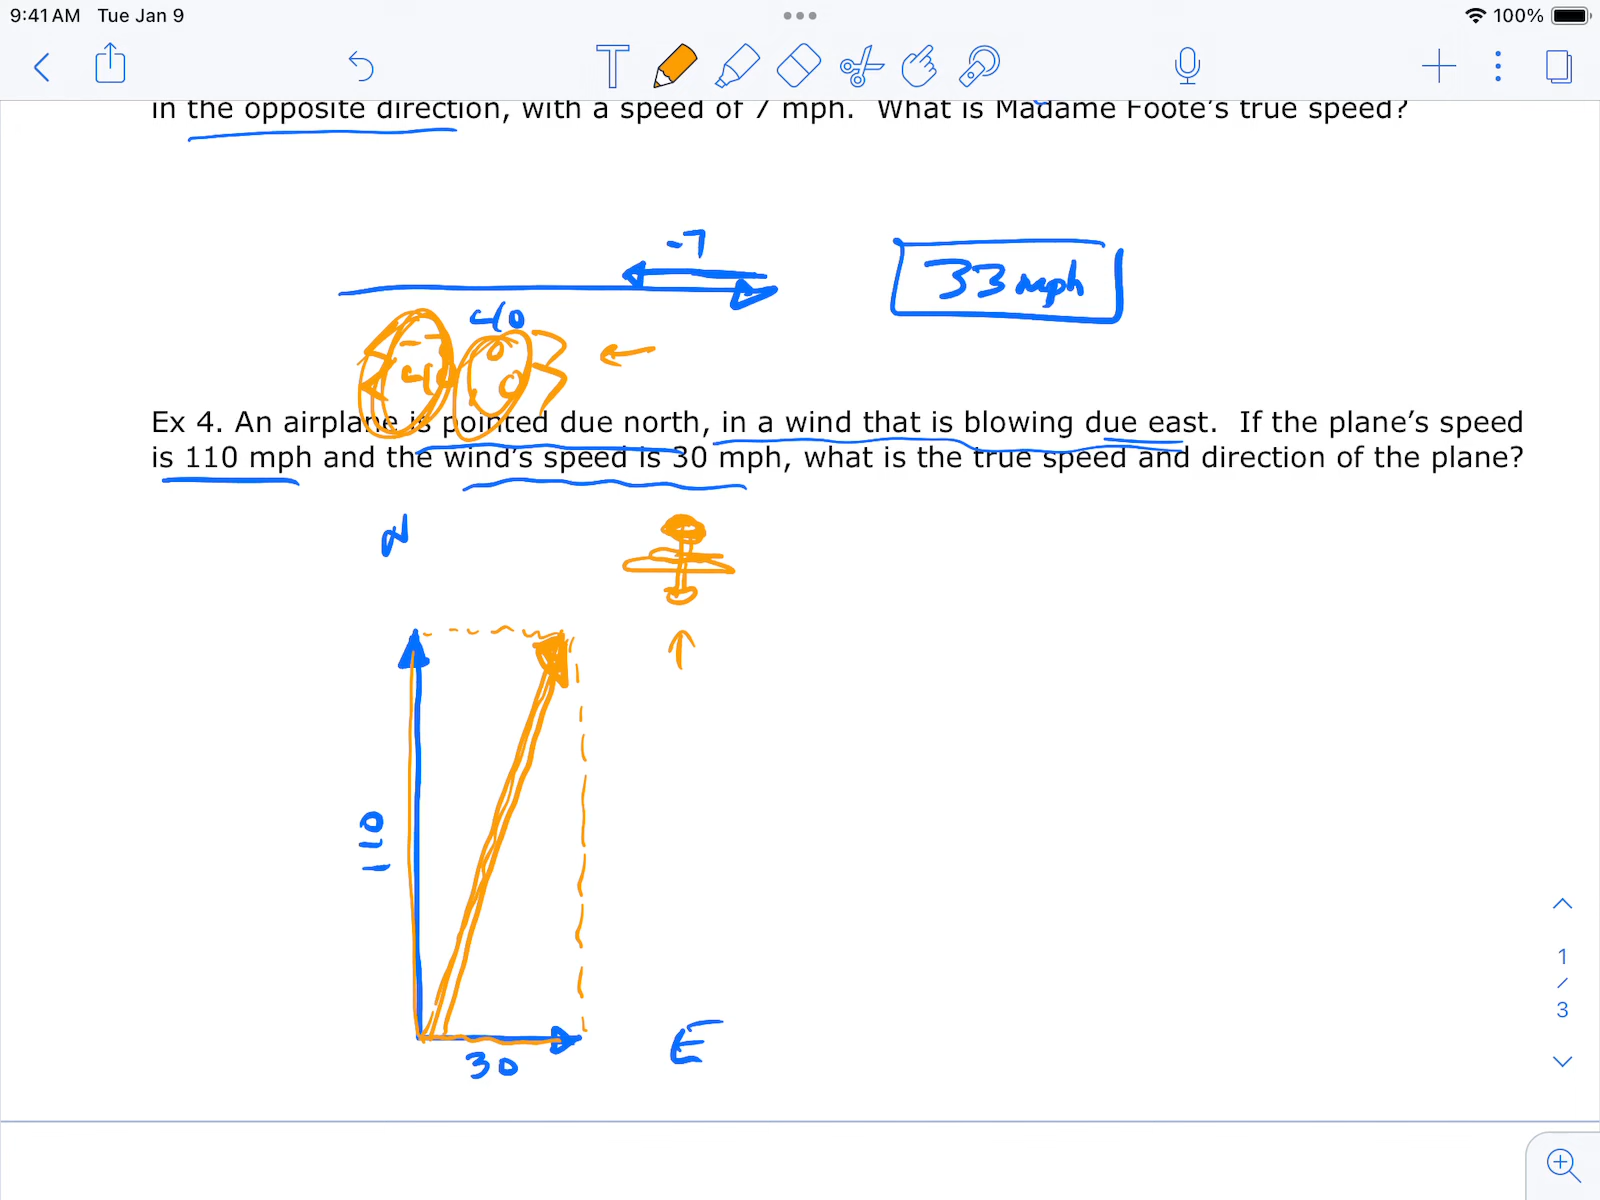 9:41 AM Tue Jan 9
100%
in the opposite direction, with a speed of 7 mph. What is Madame Foote's true speed?
-7
40
33 mph
Ex 4. An airplane is pointed due north, in a wind that is blowing due east. If the plane's speed
is 110 mph and the wind's speed is 30 mph, what is the true speed and direction of the plane?
N
110
30
E
1
/
3